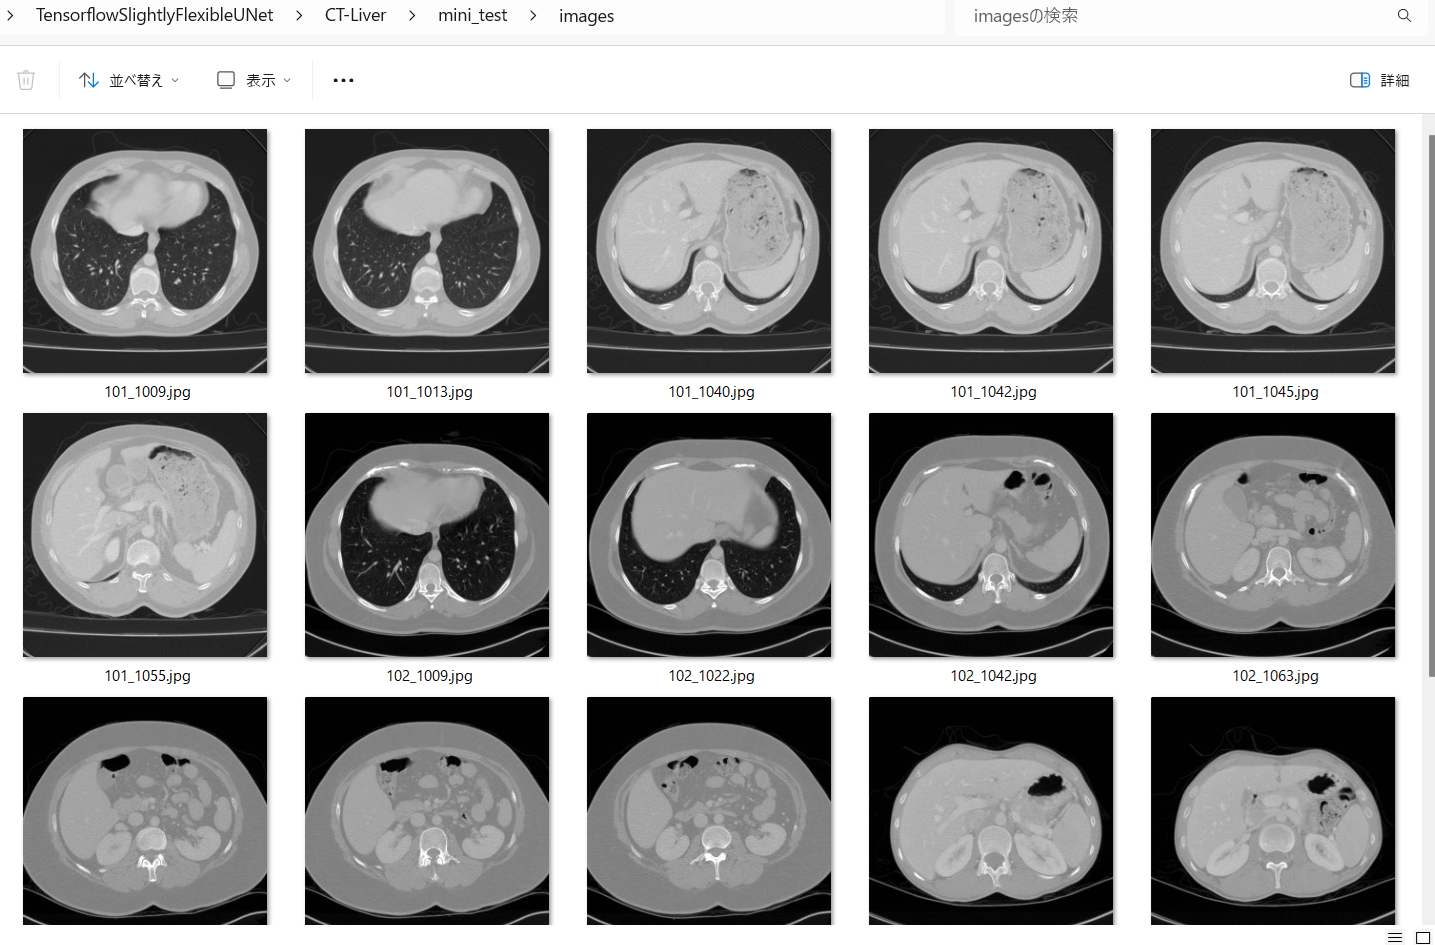 TensorflowSlightlyFlexibleUNet > CT-Liver > mini_test > images
imagesの検索
並べ替え
表示
詳細
101_1009.jpg
101_1013.jpg
101_1040.jpg
101_1042.jpg
101_1045.jpg
101_1055.jpg
102_1009.jpg
102_1022.jpg
102_1042.jpg
102_1063.jpg